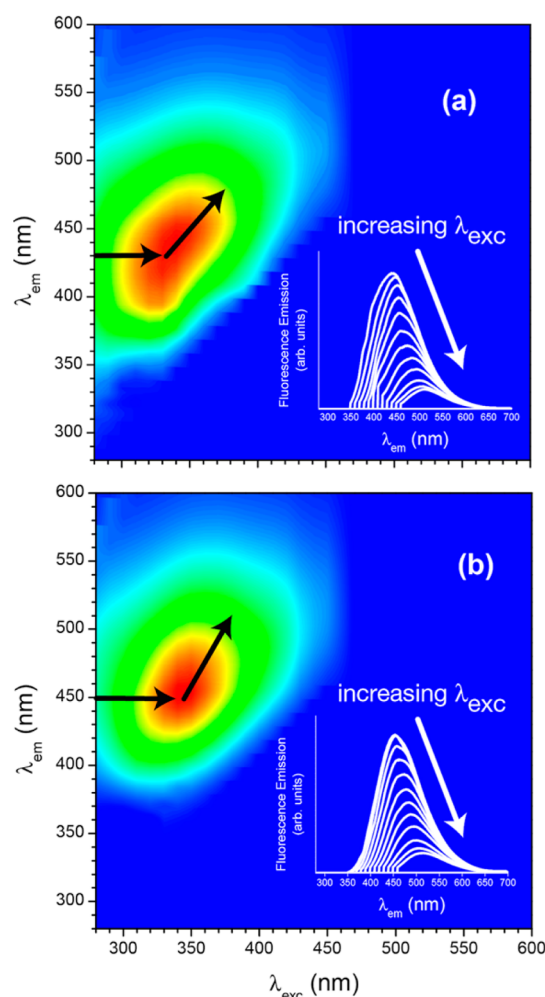 600
550
500
450
400
350
300
λem (nm)
(a)
increasing λexc
Fluorescence Emission
(arb. units)
300 350 400 450 500 550 600 650 700
λem (nm)
600
550
500
450
400
350
300
λem (nm)
(b)
increasing λexc
Fluorescence Emission
(arb. units)
300 350 400 450 500 550 600 650 700
λem (nm)
300 400 500 600
λexc (nm)